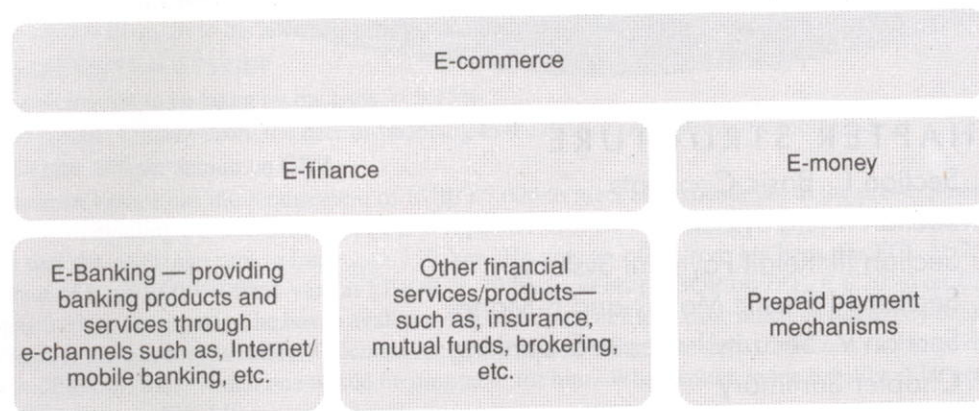 E-commerce
E-finance
E-money
E-Banking — providing
banking products and
services through
e-channels such as, Internet/
mobile banking, etc.
Other financial
services/products—
such as, insurance,
mutual funds, brokering,
etc.
Prepaid payment
mechanisms